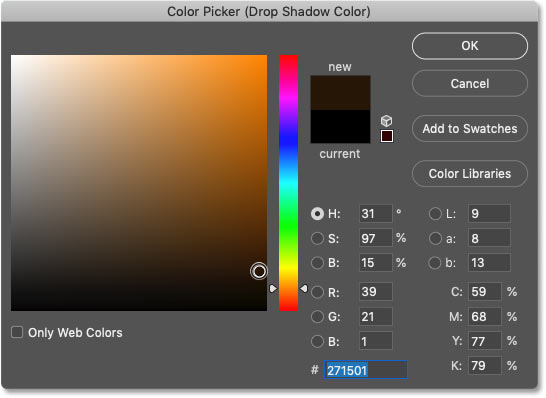 Color Picker (Drop Shadow Color)
new
current
OK
Cancel
Add to Swatches
Color Libraries
H: 31 °
S: 97 %
B: 15 %
R: 39
G: 21
B: 1
# 271501
L: 9
a: 8
b: 13
C: 59 %
M: 68 %
Y: 77 %
K: 79 %
Only Web Colors